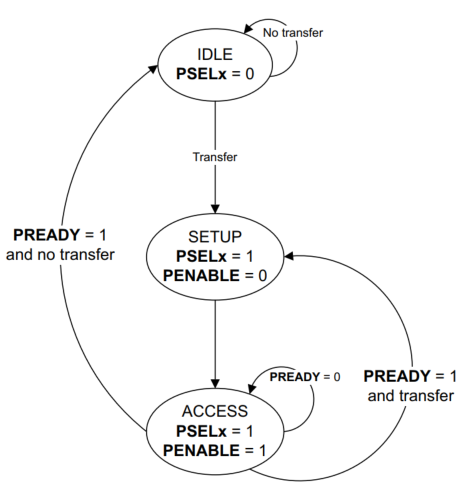 No transfer
IDLE
PSELx = 0
Transfer
PREADY = 1
and no transfer
SETUP
PSELx = 1
PENABLE = 0
PREADY = 0
PREADY = 1
and transfer
ACCESS
PSELx = 1
PENABLE = 1